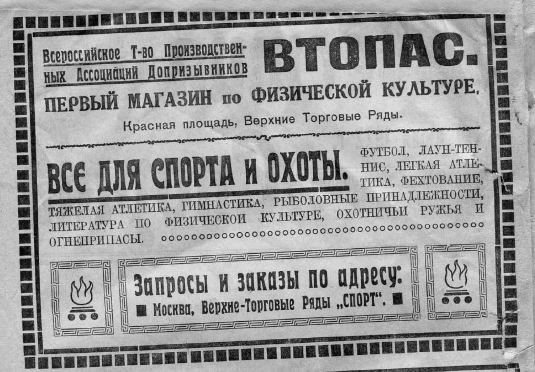 Всероссийское Т-во Производствен-
ных Ассоциаций Допризывников
ВТОПАС.
ПЕРВЫЙ МАГАЗИН по ФИЗИЧЕСКОЙ КУЛЬТУРЕ,
Красная площадь, Верхние Торговые Ряды.
ВСЕ ДЛЯ СПОРТА и ОХОТЫ.
ФУТБОЛ, ЛАУН-ТЕН-
НИС, ЛЕГКАЯ АТЛЕ-
ТИКА, ФЕХТОВАНИЕ,
ТЯЖЕЛАЯ АТЛЕТИКА, ГИМНАСТИКА, РЫБОЛОВНЫЕ ПРИНАДЛЕЖНОСТИ,
ЛИТЕРАТУРА ПО ФИЗИЧЕСКОЙ КУЛЬТУРЕ, ОХОТНИЧЬИ РУЖЬЯ И
ОГНЕПРИПАСЫ.
Запросы и заказы по адресу:
Москва, Верхне-Торговые Ряды „СПОРТ".